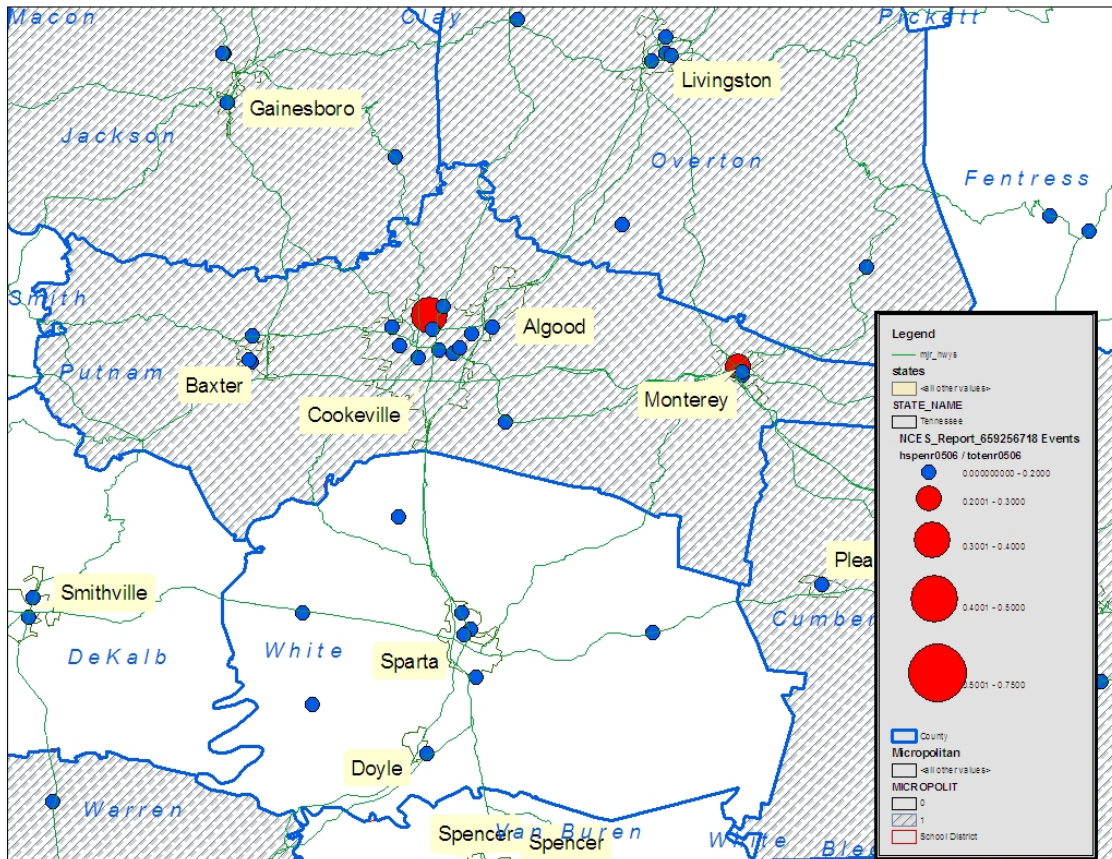 Macon
Clay
Pickett
Livingston
Gainesboro
Jackson
Overton
Fentress
Smith
Algood
Putnam
Baxter
Monterey
Cookeville
Legend
mjr_hwys
states
<all other values>
STATE_NAME
Tennessee
NCES_Report_659256718 Events
hspenr0506 / totenr0506
0.000000000 - 0.2000
0.2001 - 0.3000
0.3001 - 0.4000
0.4001 - 0.5000
0.5001 - 0.7500
County
Micropolitan
<all other values>
MICROPOLIT
0
1
School District
Plea
Smithville
Cumber
White
DeKalb
Sparta
Doyle
Warren
Spencer
Van Buren
Spencer
White
Blec